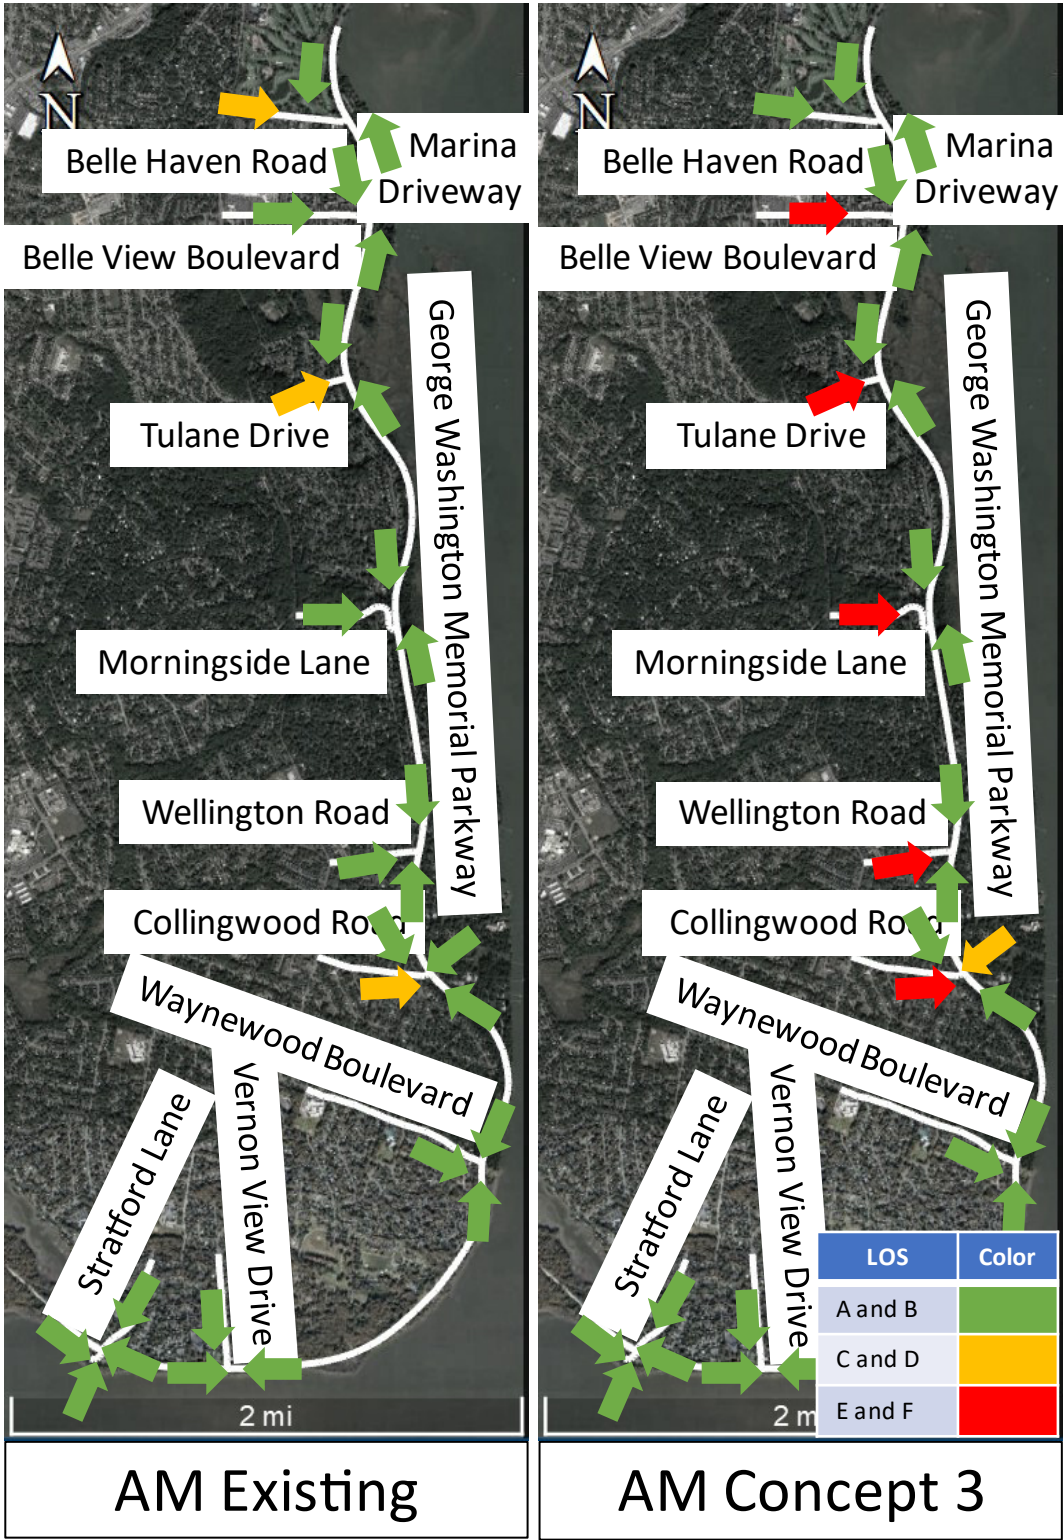 N
Belle Haven Road
Marina
Driveway
Belle View Boulevard
George Washington Memorial Parkway
Tulane Drive
Morningside Lane
Wellington Road
Collingwood Road
Waynewood Boulevard
Vernon View Drive
Stratford Lane
2 mi
AM Existing
N
Belle Haven Road
Marina
Driveway
Belle View Boulevard
George Washington Memorial Parkway
Tulane Drive
Morningside Lane
Wellington Road
Collingwood Road
Waynewood Boulevard
Vernon View Drive
Stratford Lane
2 m
LOS Color
A and B
C and D
E and F
AM Concept 3